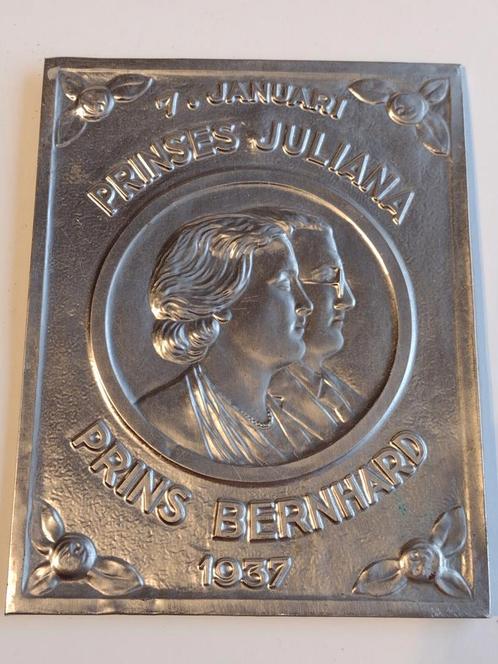 7. JANUARI
PRINSES JULIANA
PRINS BERNHARD
1937